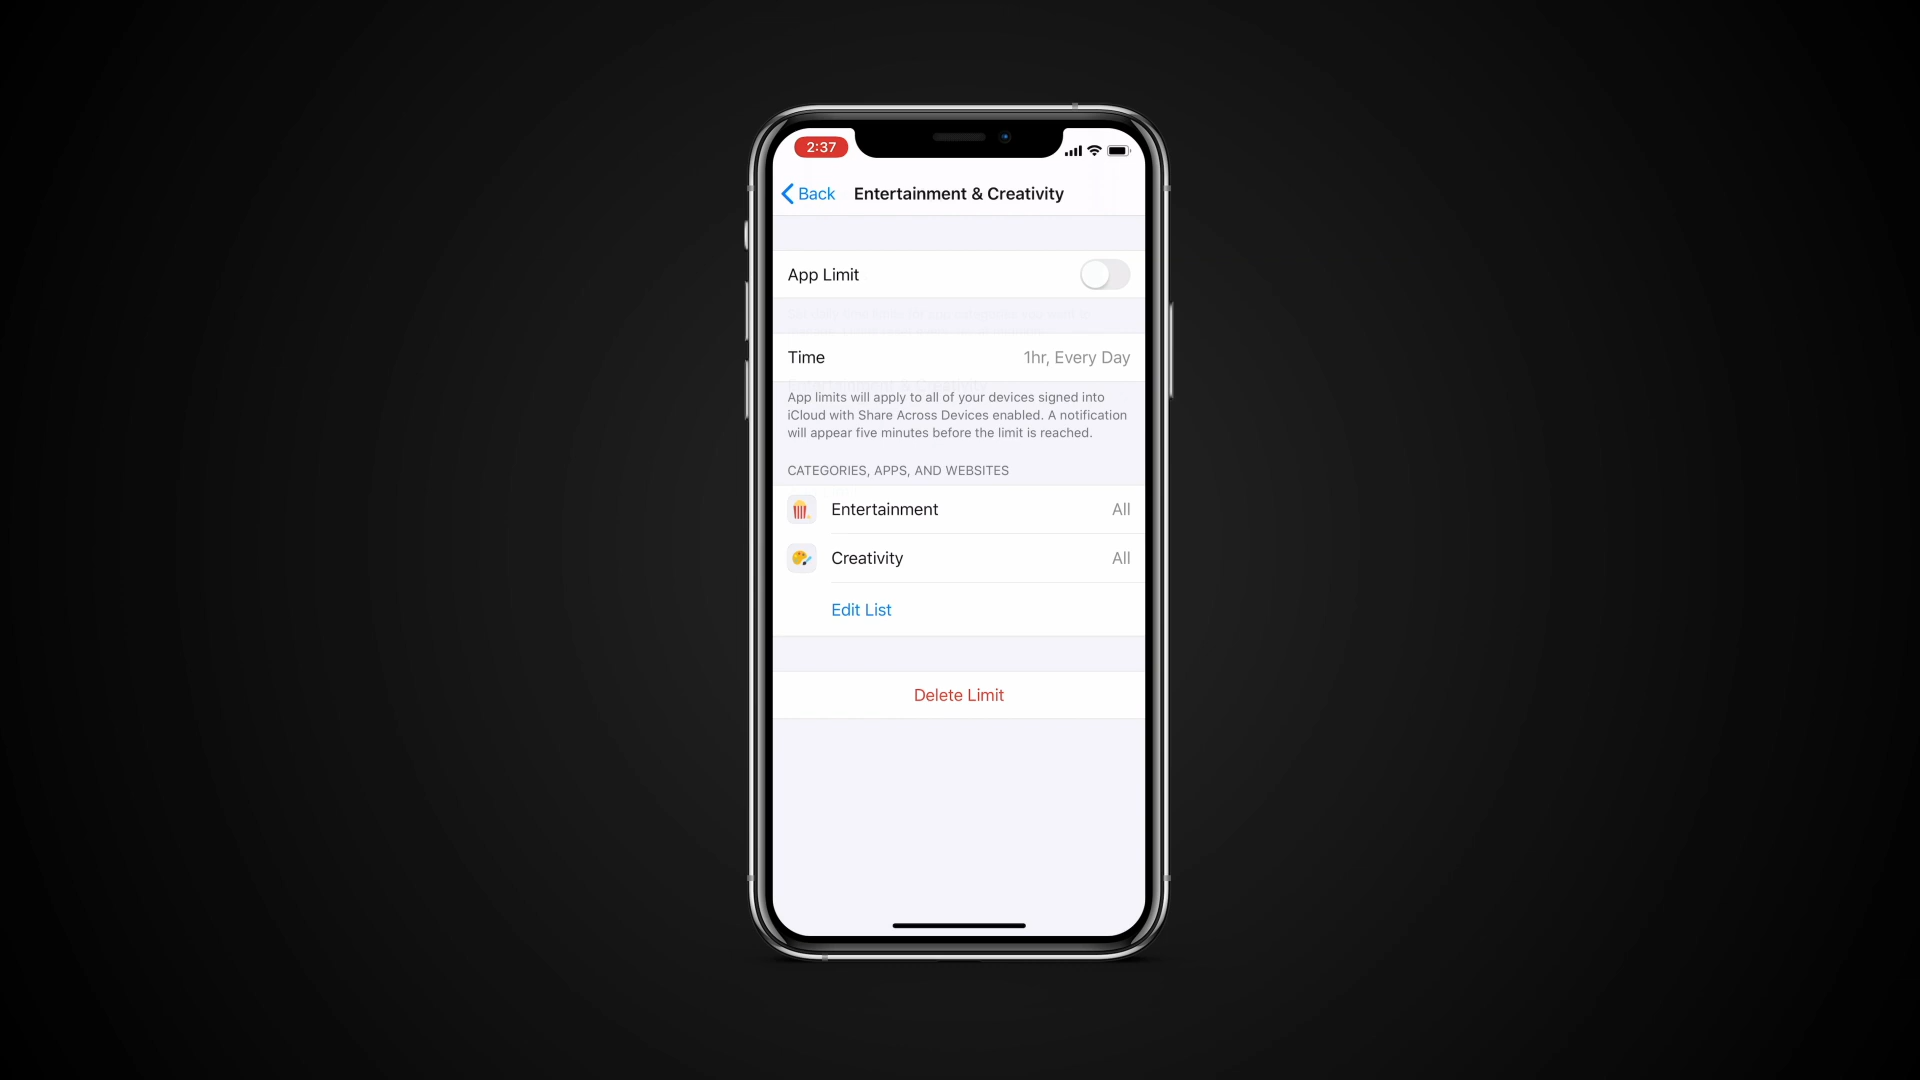 2:37
Back
Entertainment & Creativity
App Limit
Time
1hr, Every Day
App limits will apply to all of your devices signed into
iCloud with Share Across Devices enabled. A notification
will appear five minutes before the limit is reached.
CATEGORIES, APPS, AND WEBSITES
Entertainment
All
Creativity
All
Edit List
Delete Limit